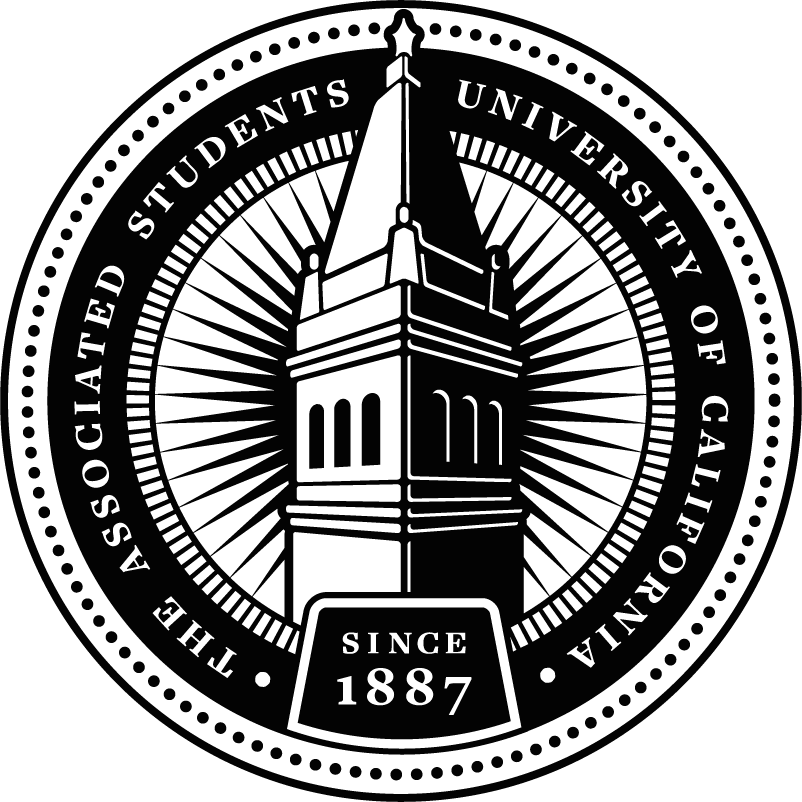 THE ASSOCIATED STUDENTS UNIVERSITY OF CALIFORNIA
SINCE
1887